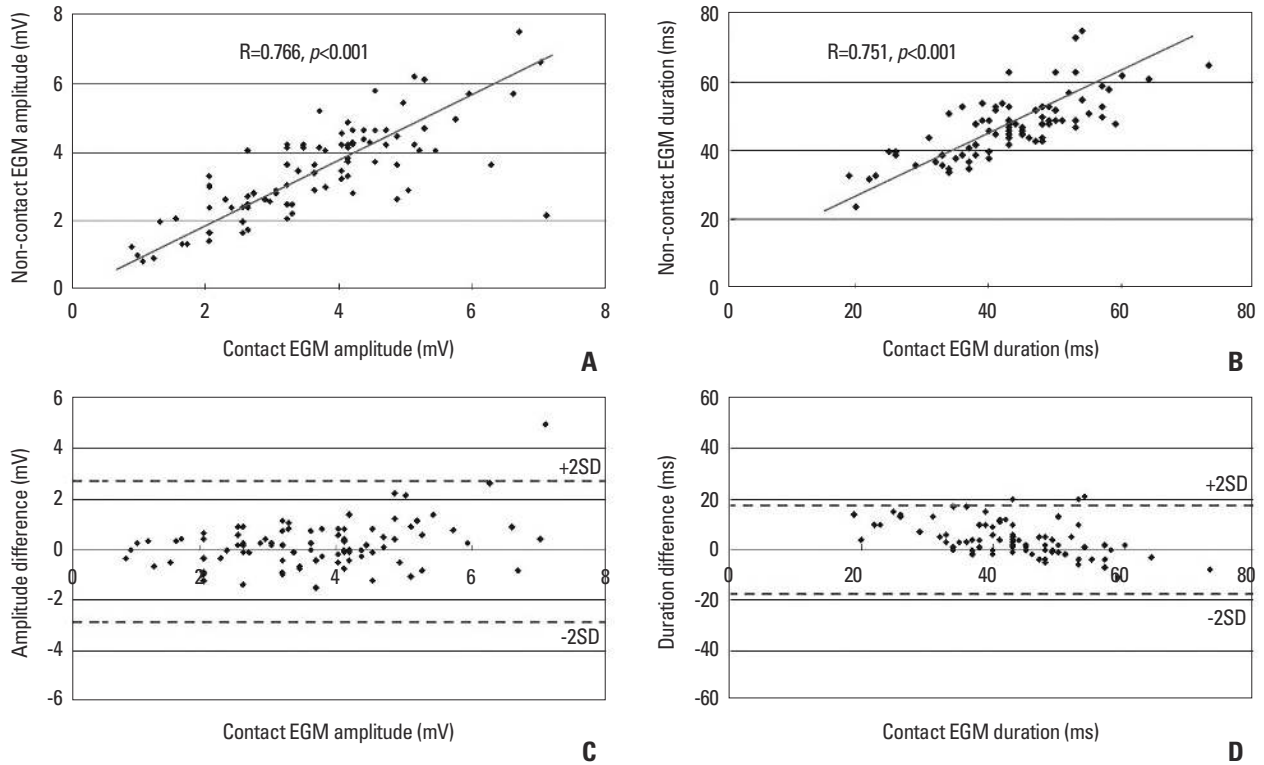 8
6
4
2
0
0
2
4
6
8
Non-contact EGM amplitude (mV)
R=0.766, p<0.001
Contact EGM amplitude (mV)
A
80
60
40
20
0
0
20
40
60
80
Non-contact EGM duration (ms)
R=0.751, p<0.001
Contact EGM duration (ms)
B
6
4
2
0
-2
-4
-6
0
2
4
6
8
Amplitude difference (mV)
+2SD
-2SD
Contact EGM amplitude (mV)
C
60
40
20
0
-20
-40
-60
0
20
40
60
80
Duration difference (ms)
+2SD
-2SD
Contact EGM duration (ms)
D